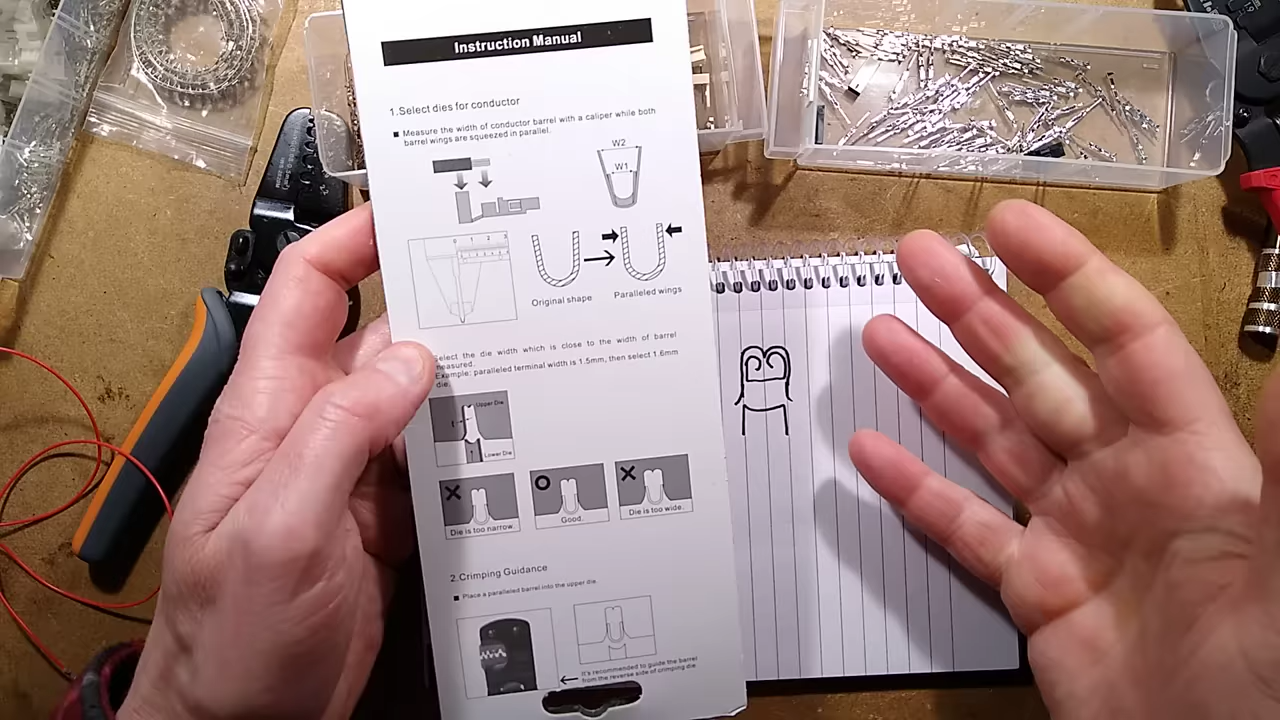 Instruction Manual
1.Select dies for conductor
■ Measure the width of conductor barrel with a caliper while both
barrel wings are squeezed in parallel.
W2
W1
0 1 2
Original shape
Paralleled wings
Select the die width which is close to the width of barrel
measured.
Example: paralleled terminal width is 1.5mm, then select 1.6mm
die.
Upper Die
t
Lower Die
Die is too narrow.
Good.
Die is too wide.
2.Crimping Guidance
■ Place a paralleled barrel into the upper die.
It's recommended to guide the barrel
from the reverse side of crimping die